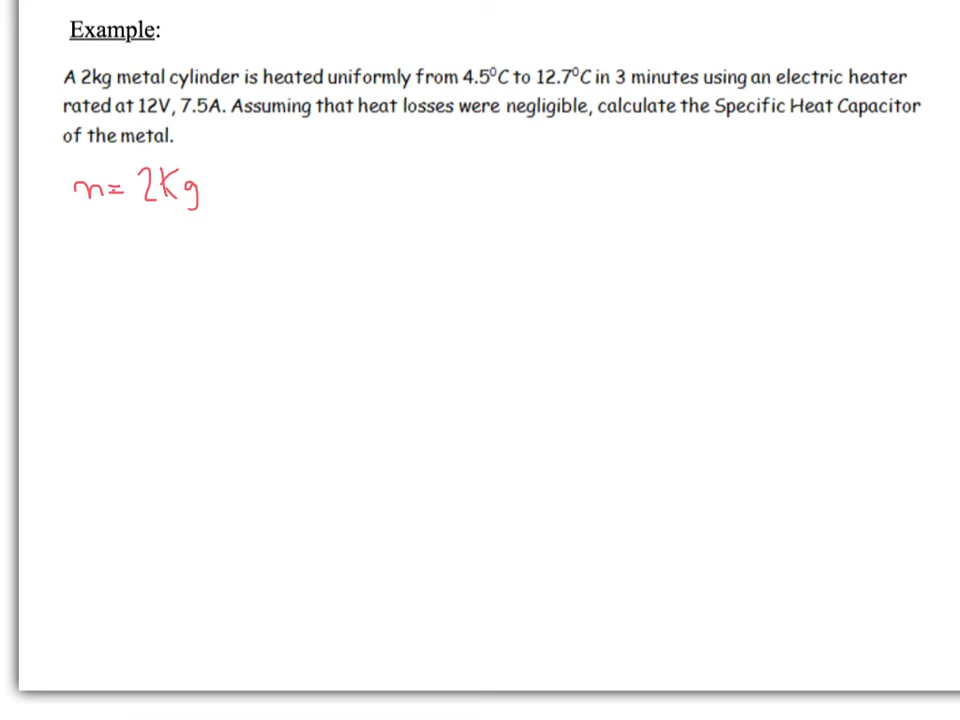 Example:
A 2kg metal cylinder is heated uniformly from 4.5⁰C to 12.7⁰C in 3 minutes using an electric heater
rated at 12V, 7.5A. Assuming that heat losses were negligible, calculate the Specific Heat Capacitor
of the metal.
m = 2Kg